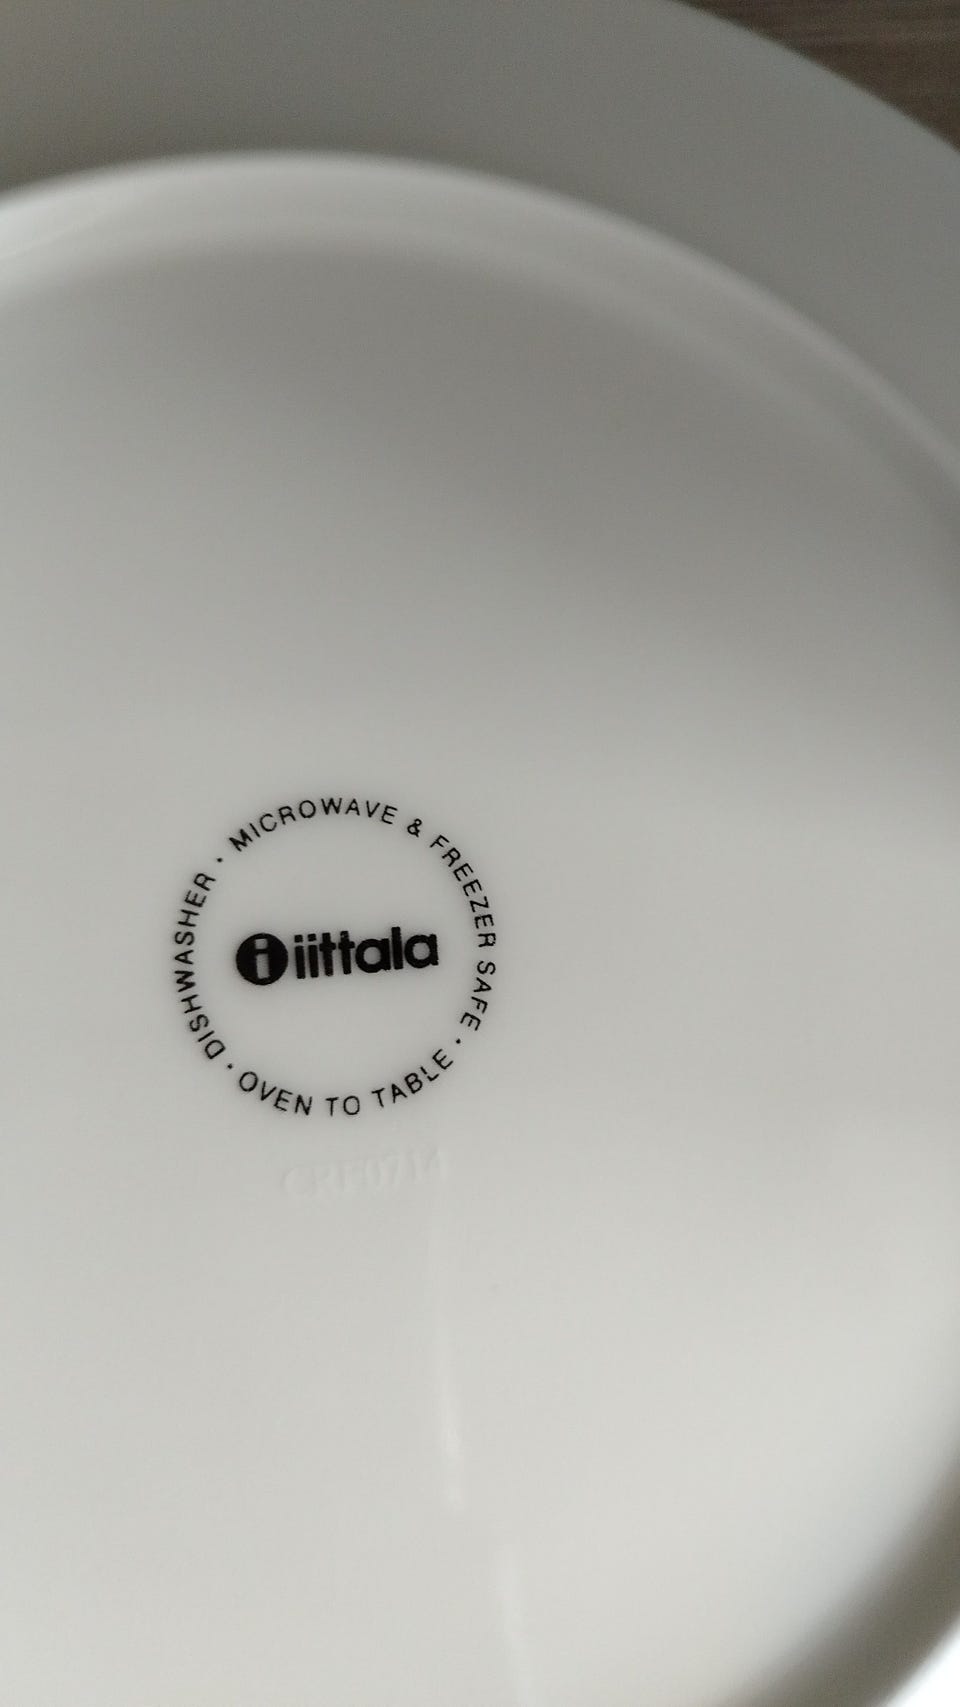 DISHWASHER · MICROWAVE & FREEZER SAFE · OVEN TO TABLE ·
i iittala